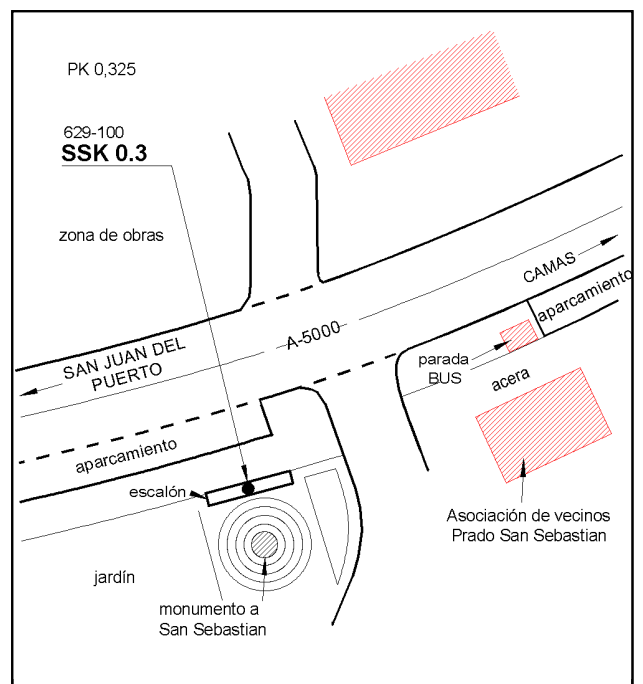 PK 0,325
629-100
SSK 0.3
zona de obras
CAMAS
aparcamiento
A-5000
SAN JUAN DEL
PUERTO
parada
BUS
acera
aparcamiento
escalón
Asociación de vecinos
Prado San Sebastian
jardín
monumento a
San Sebastian